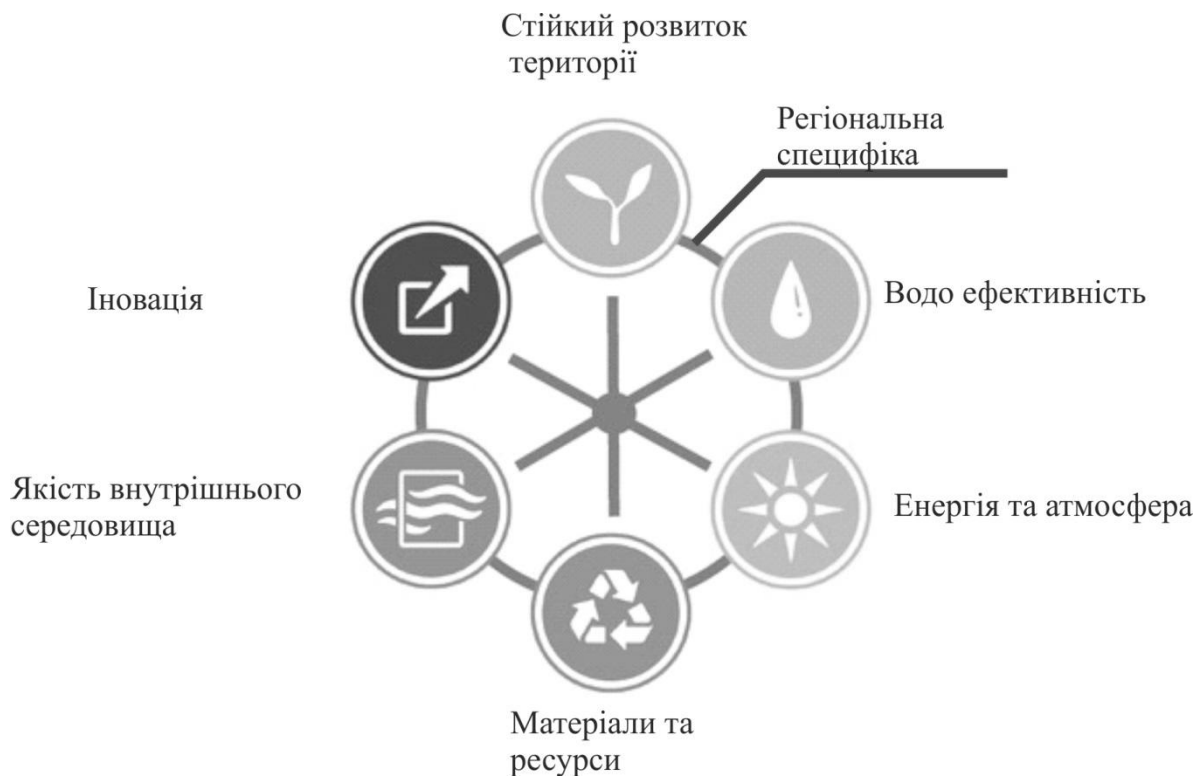 Стійкий розвиток
території
Регіональна
специфіка
Іновація
Водо ефективність
Якість внутрішнього
середовища
Енергія та атмосфера
Матеріали та
ресурси